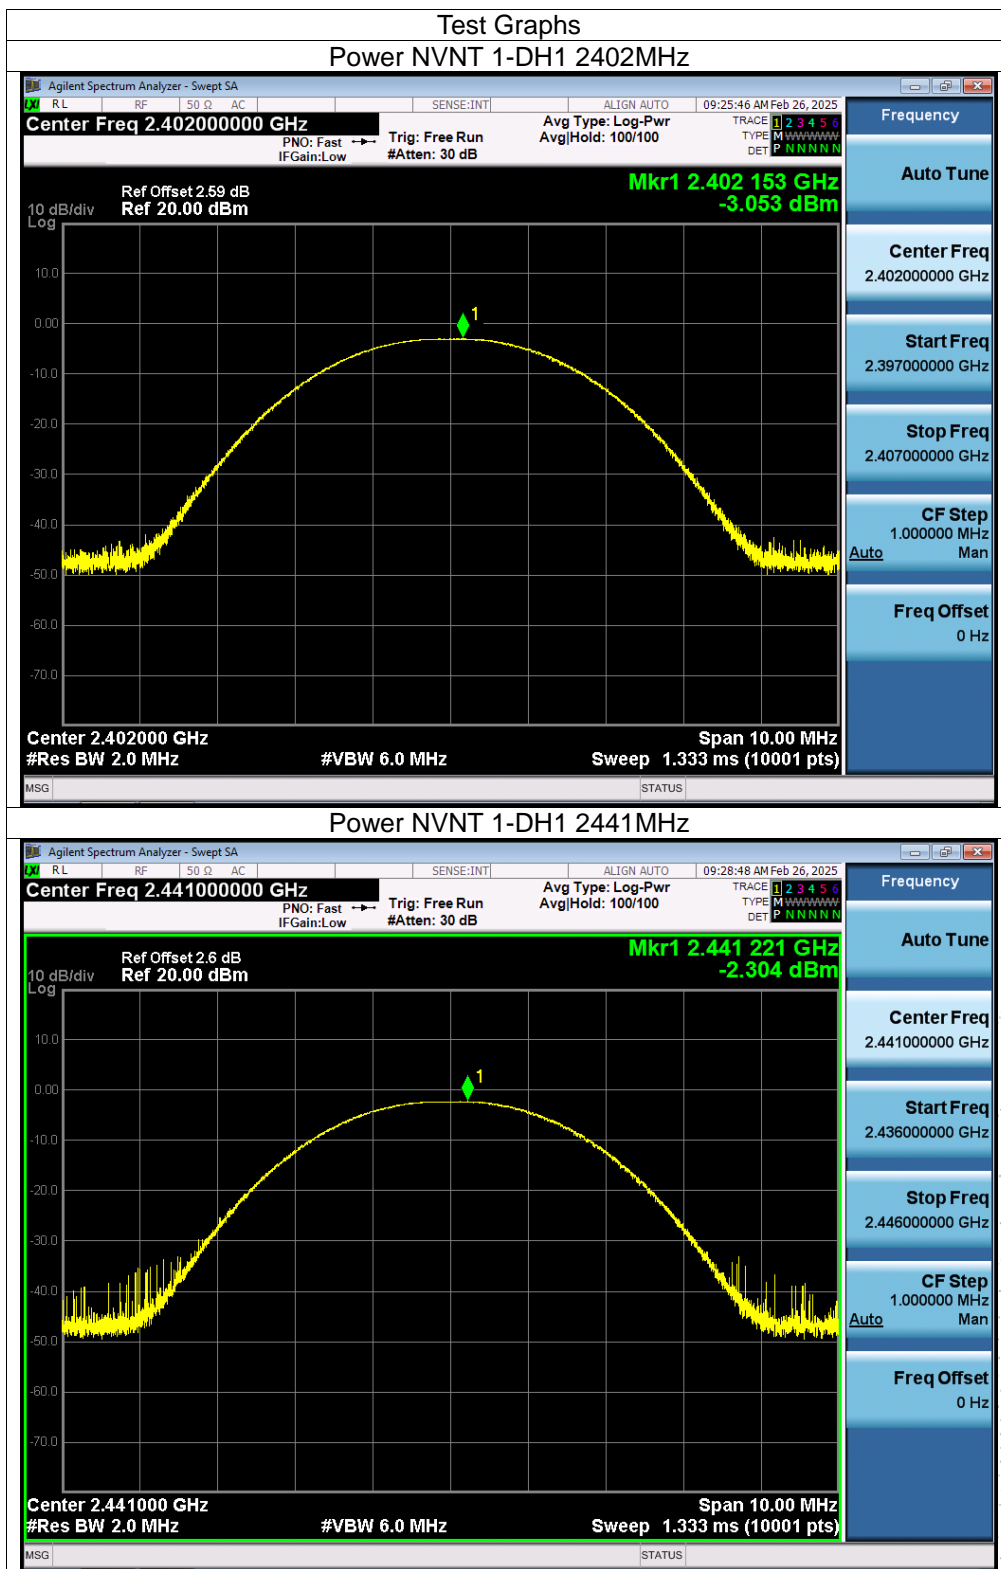 Test Graphs
Power NVNT 1-DH1 2402MHz
Agilent Spectrum Analyzer - Swept SA
LXI RL RF 50 Ω AC SENSE:INT ALIGN AUTO 09:25:46 AM Feb 26, 2025
Center Freq 2.402000000 GHz
PNO: Fast
IFGain:Low
Trig: Free Run
#Atten: 30 dB
Avg Type: Log-Pwr
Avg|Hold: 100/100
TRACE 1 2 3 4 5 6
TYPE M WWWWW
DET P N N N N N
Ref Offset 2.59 dB
10 dB/div Ref 20.00 dBm
Log
Mkr1 2.402 153 GHz
-3.053 dBm
1
10.0
0.00
-10.0
-20.0
-30.0
-40.0
-50.0
-60.0
-70.0
Center 2.402000 GHz Span 10.00 MHz
#Res BW 2.0 MHz #VBW 6.0 MHz Sweep 1.333 ms (10001 pts)
MSG STATUS
Frequency
Auto Tune
Center Freq
2.402000000 GHz
Start Freq
2.397000000 GHz
Stop Freq
2.407000000 GHz
CF Step
1.000000 MHz
Auto Man
Freq Offset
0 Hz
Power NVNT 1-DH1 2441MHz
Agilent Spectrum Analyzer - Swept SA
LXI RL RF 50 Ω AC SENSE:INT ALIGN AUTO 09:28:48 AM Feb 26, 2025
Center Freq 2.441000000 GHz
PNO: Fast
IFGain:Low
Trig: Free Run
#Atten: 30 dB
Avg Type: Log-Pwr
Avg|Hold: 100/100
TRACE 1 2 3 4 5 6
TYPE M WWWWW
DET P N N N N N
Ref Offset 2.6 dB
10 dB/div Ref 20.00 dBm
Log
Mkr1 2.441 221 GHz
-2.304 dBm
1
10.0
0.00
-10.0
-20.0
-30.0
-40.0
-50.0
-60.0
-70.0
Center 2.441000 GHz Span 10.00 MHz
#Res BW 2.0 MHz #VBW 6.0 MHz Sweep 1.333 ms (10001 pts)
MSG STATUS
Frequency
Auto Tune
Center Freq
2.441000000 GHz
Start Freq
2.436000000 GHz
Stop Freq
2.446000000 GHz
CF Step
1.000000 MHz
Auto Man
Freq Offset
0 Hz